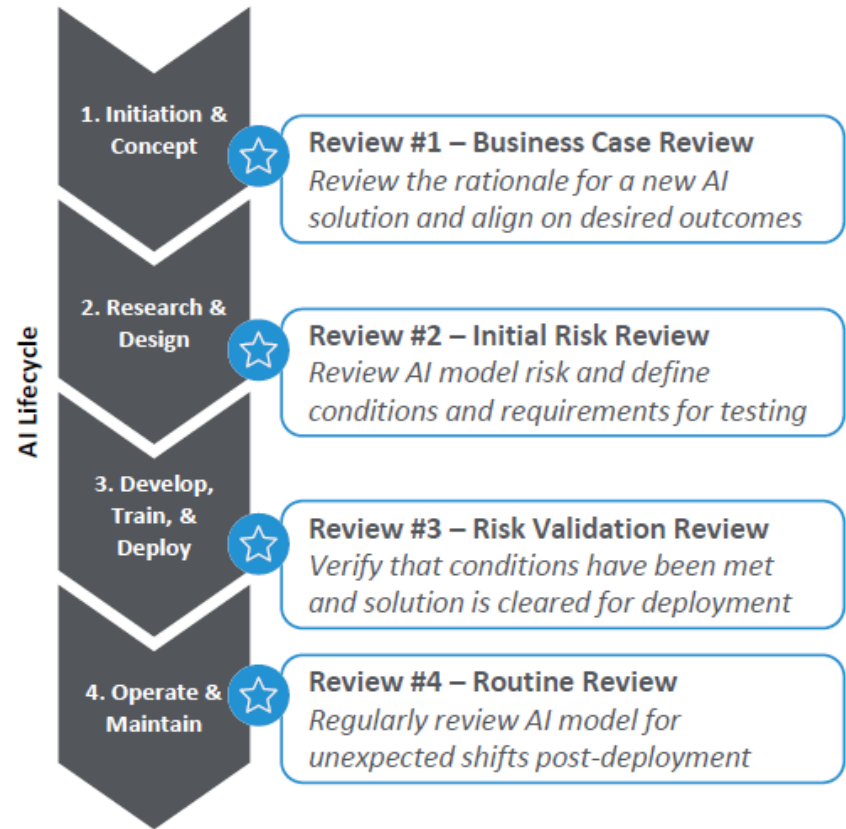 AI Lifecycle
1. Initiation &
Concept
Review #1 – Business Case Review
Review the rationale for a new AI
solution and align on desired outcomes
2. Research &
Design
Review #2 – Initial Risk Review
Review AI model risk and define
conditions and requirements for testing
3. Develop,
Train, &
Deploy
Review #3 – Risk Validation Review
Verify that conditions have been met
and solution is cleared for deployment
4. Operate &
Maintain
Review #4 – Routine Review
Regularly review AI model for
unexpected shifts post-deployment